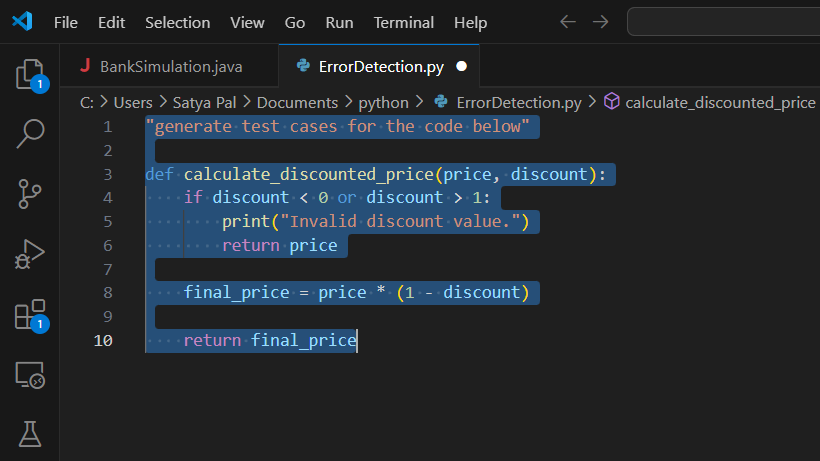 File Edit Selection View Go Run Terminal Help
BankSimulation.java ErrorDetection.py
C: > Users > Satya Pal > Documents > python > ErrorDetection.py > calculate_discounted_price
1 "generate test cases for the code below"
2
3 def calculate_discounted_price(price, discount):
4 if discount < 0 or discount > 1:
5 print("Invalid discount value.")
6 return price
7
8 final_price = price * (1 - discount)
9
10 return final_price
1
1